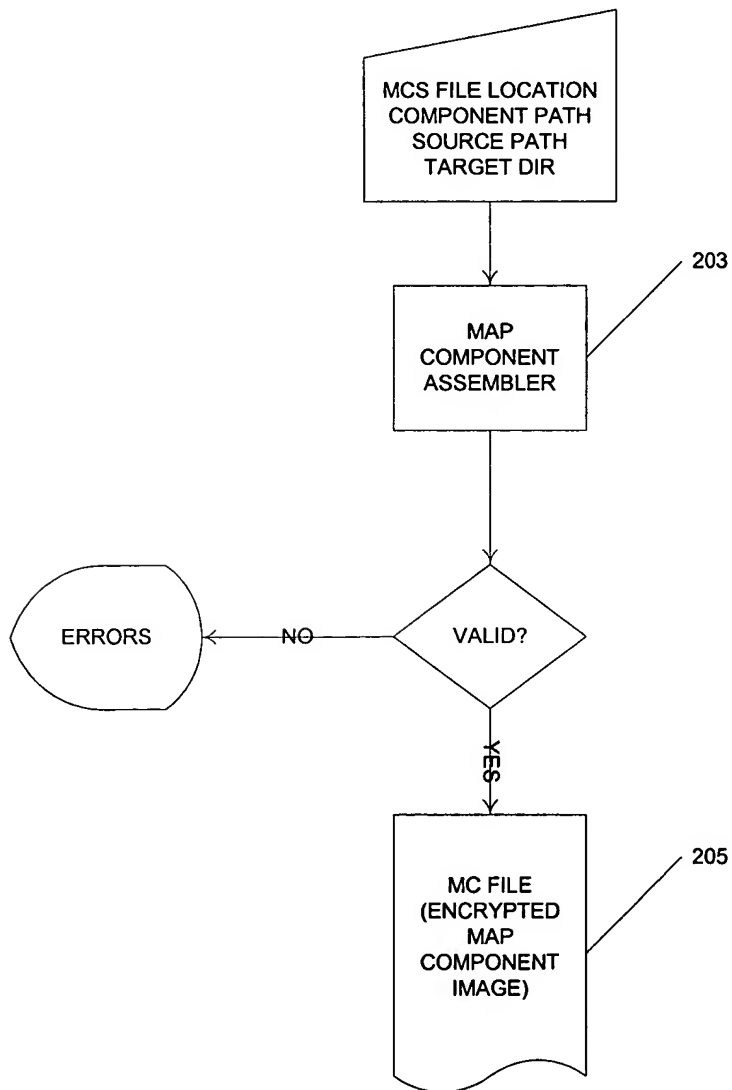 MCS FILE LOCATION
COMPONENT PATH
SOURCE PATH
TARGET DIR
203
MAP
COMPONENT
ASSEMBLER
ERRORS
NO
VALID?
YES
205
MC FILE
(ENCRYPTED
MAP
COMPONENT
IMAGE)